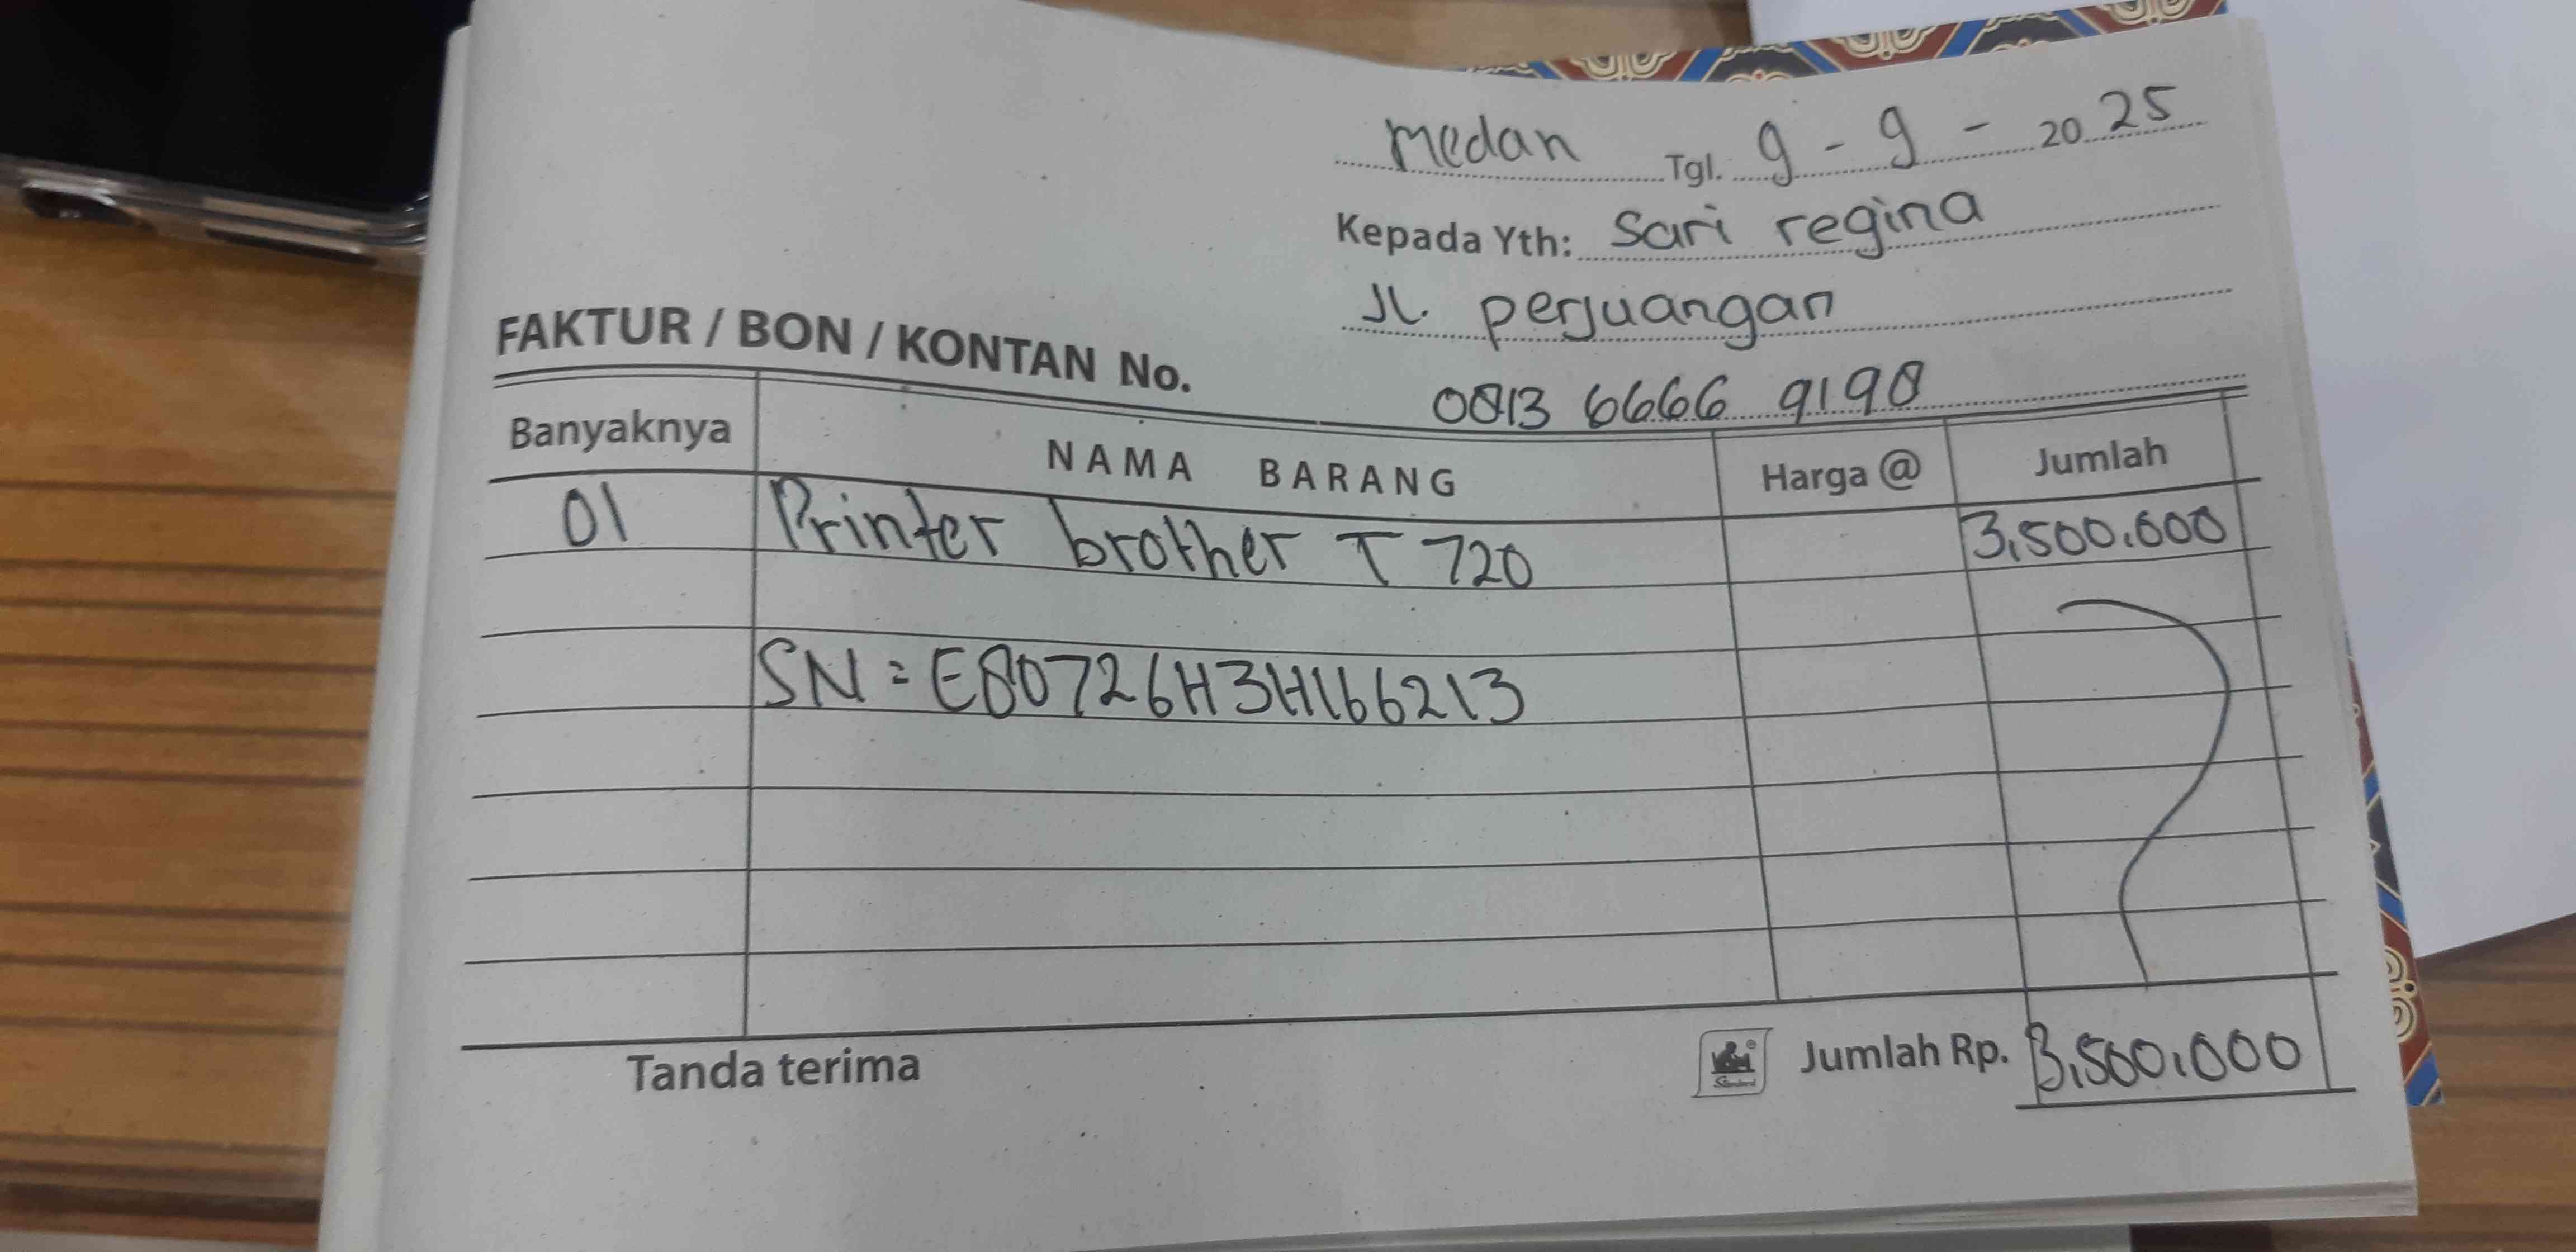 Medan Tgl. 9 - 9 - 20 25
Kepada Yth: Sari regina
Jl. perjuangan
0813 6666 9198
FAKTUR / BON / KONTAN No.
Banyaknya NAMA BARANG Harga @ Jumlah
01 Printer brother T 720 3,500.000
SN = E80726H3H166213
Tanda terima Standard Jumlah Rp. 3,500,000